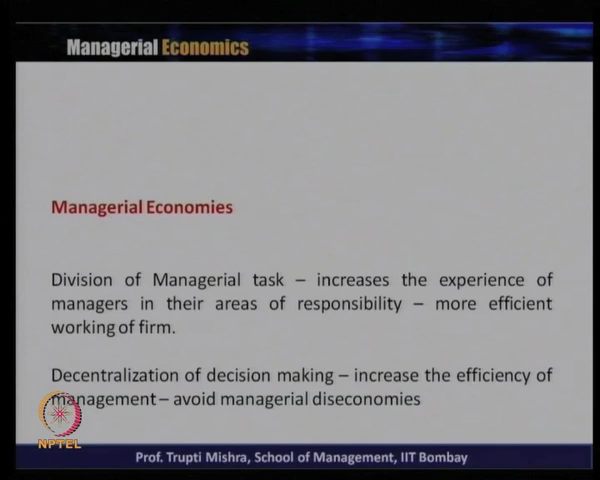 Managerial Economics
Managerial Economies
Division of Managerial task – increases the experience of
managers in their areas of responsibility – more efficient
working of firm.
Decentralization of decision making – increase the efficiency of
management – avoid managerial diseconomies
NPTEL
Prof. Trupti Mishra, School of Management, IIT Bombay